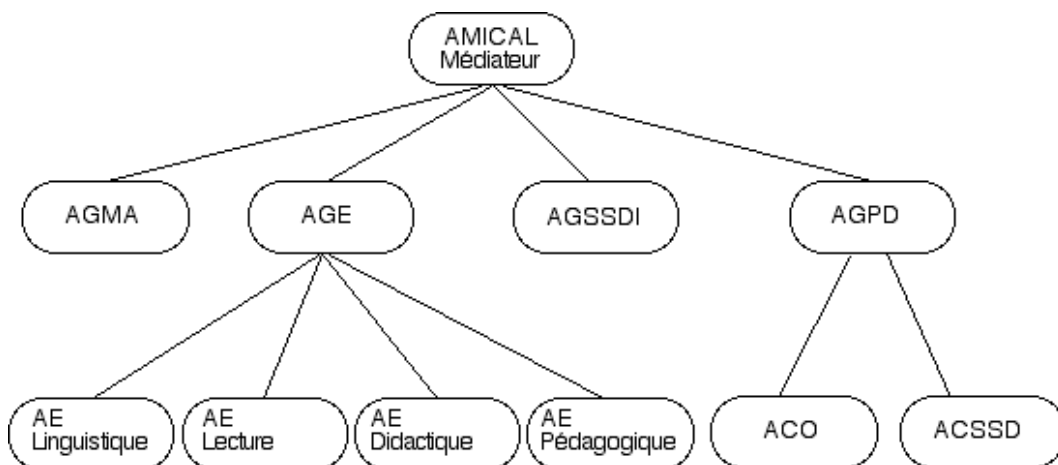 AMICAL
Médiateur
AGMA
AGE
AGSSDI
AGPD
AE
Linguistique
AE
Lecture
AE
Didactique
AE
Pédagogique
ACO
ACSSD